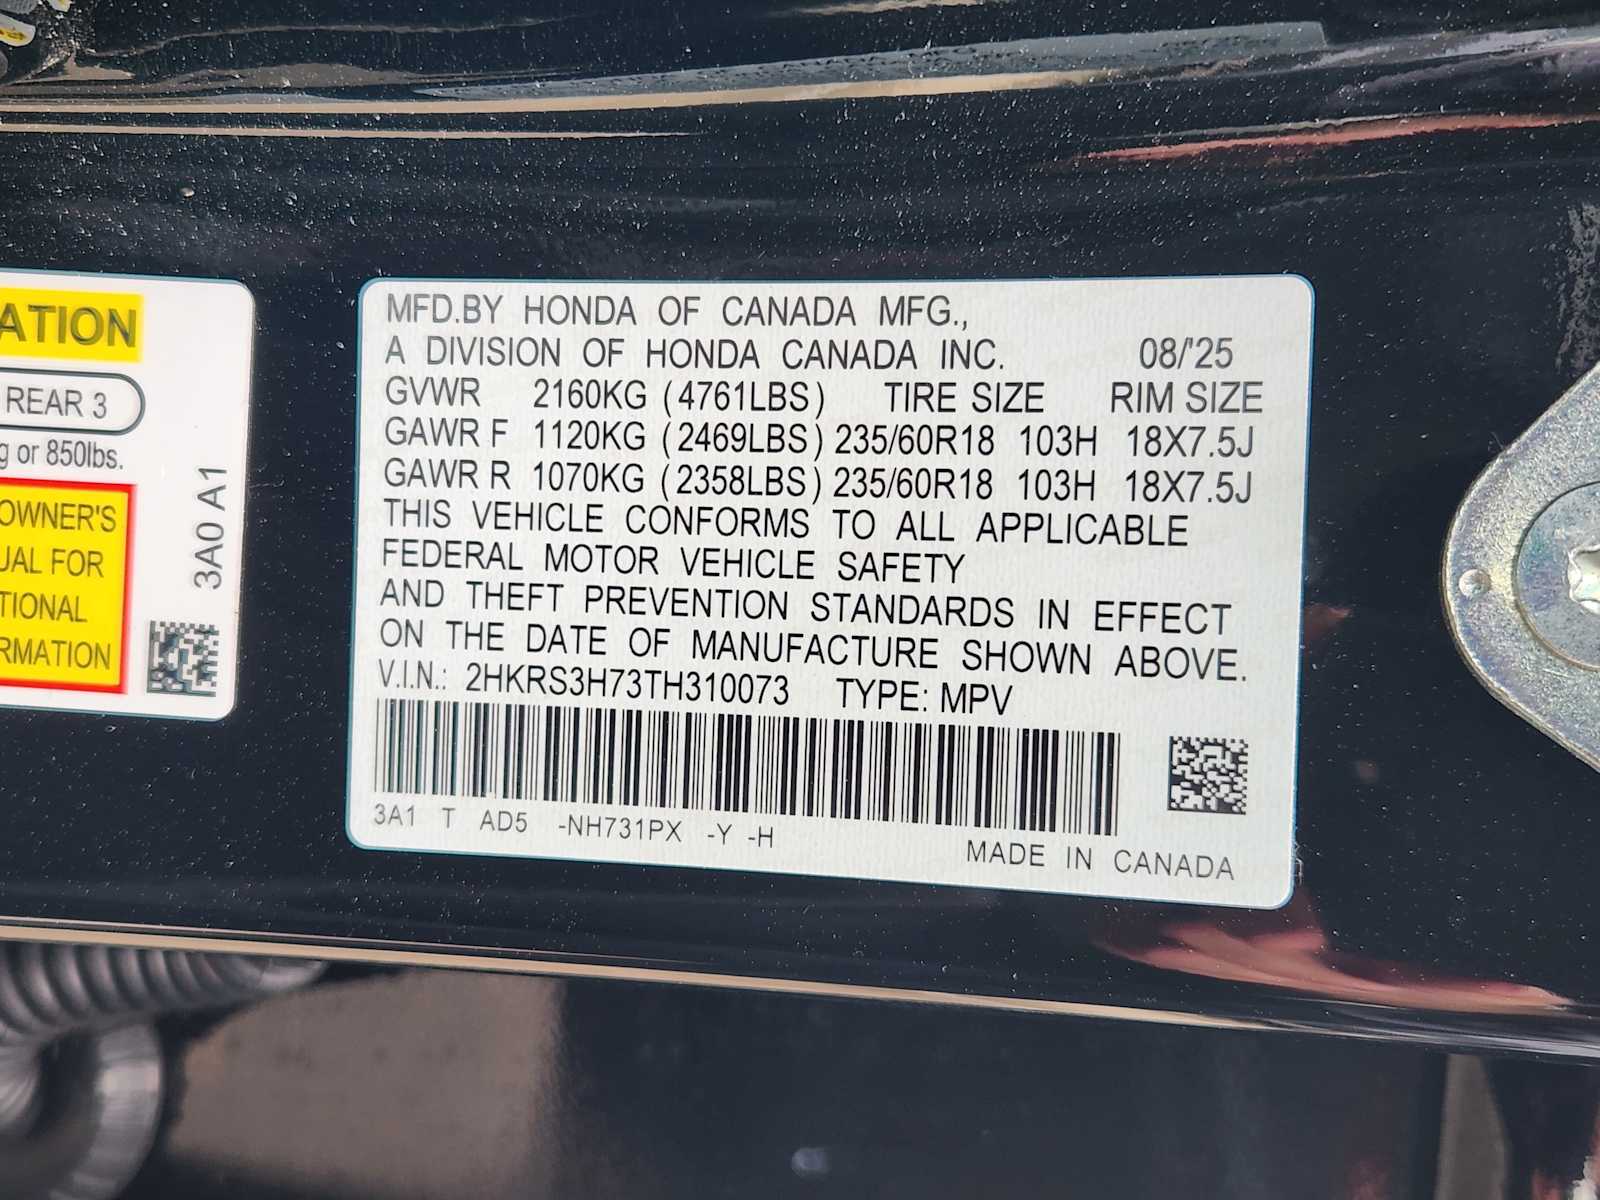 ATION
REAR 3
g or 850lbs.
OWNER'S
UAL FOR
TIONAL
RMATION
3A0 A1
MFD.BY HONDA OF CANADA MFG.,
A DIVISION OF HONDA CANADA INC. 08/'25
GVWR 2160KG (4761LBS) TIRE SIZE RIM SIZE
GAWR F 1120KG (2469LBS) 235/60R18 103H 18X7.5J
GAWR R 1070KG (2358LBS) 235/60R18 103H 18X7.5J
THIS VEHICLE CONFORMS TO ALL APPLICABLE
FEDERAL MOTOR VEHICLE SAFETY
AND THEFT PREVENTION STANDARDS IN EFFECT
ON THE DATE OF MANUFACTURE SHOWN ABOVE.
V.I.N.: 2HKRS3H73TH310073 TYPE: MPV
3A1 T AD5 -NH731PX -Y -H
MADE IN CANADA